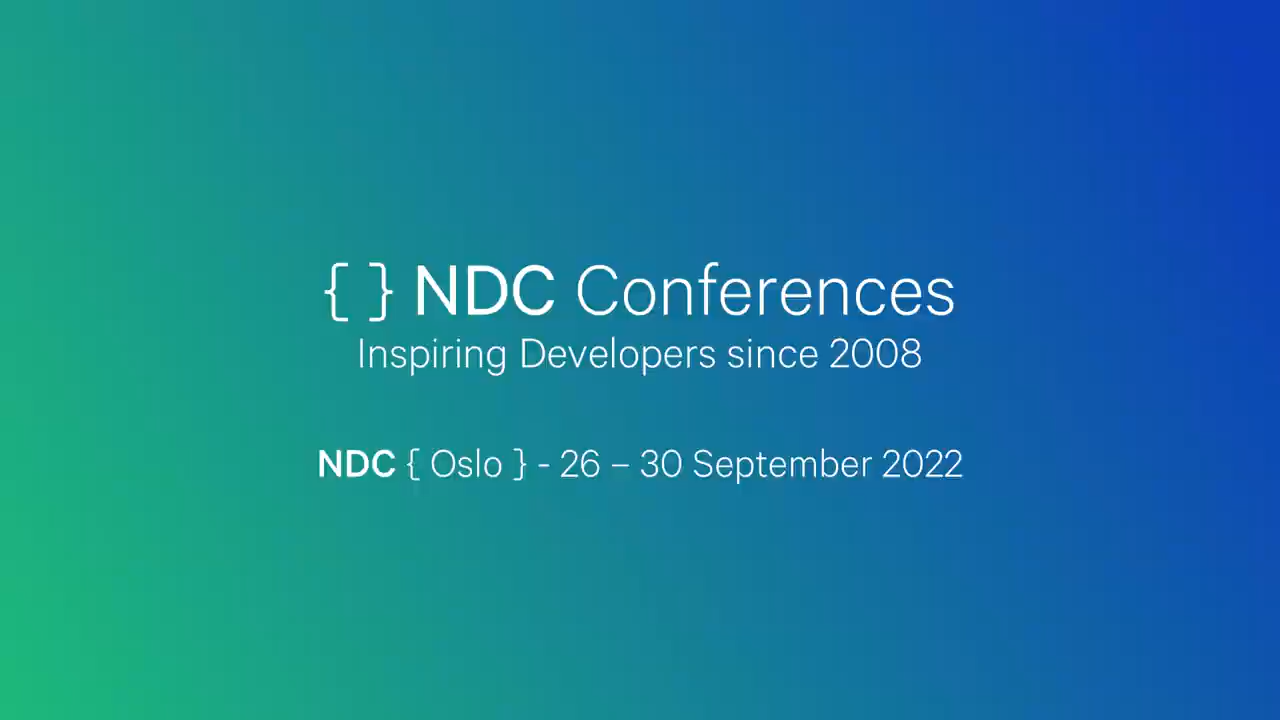 { } NDC Conferences
Inspiring Developers since 2008
NDC { Oslo } - 26 – 30 September 2022